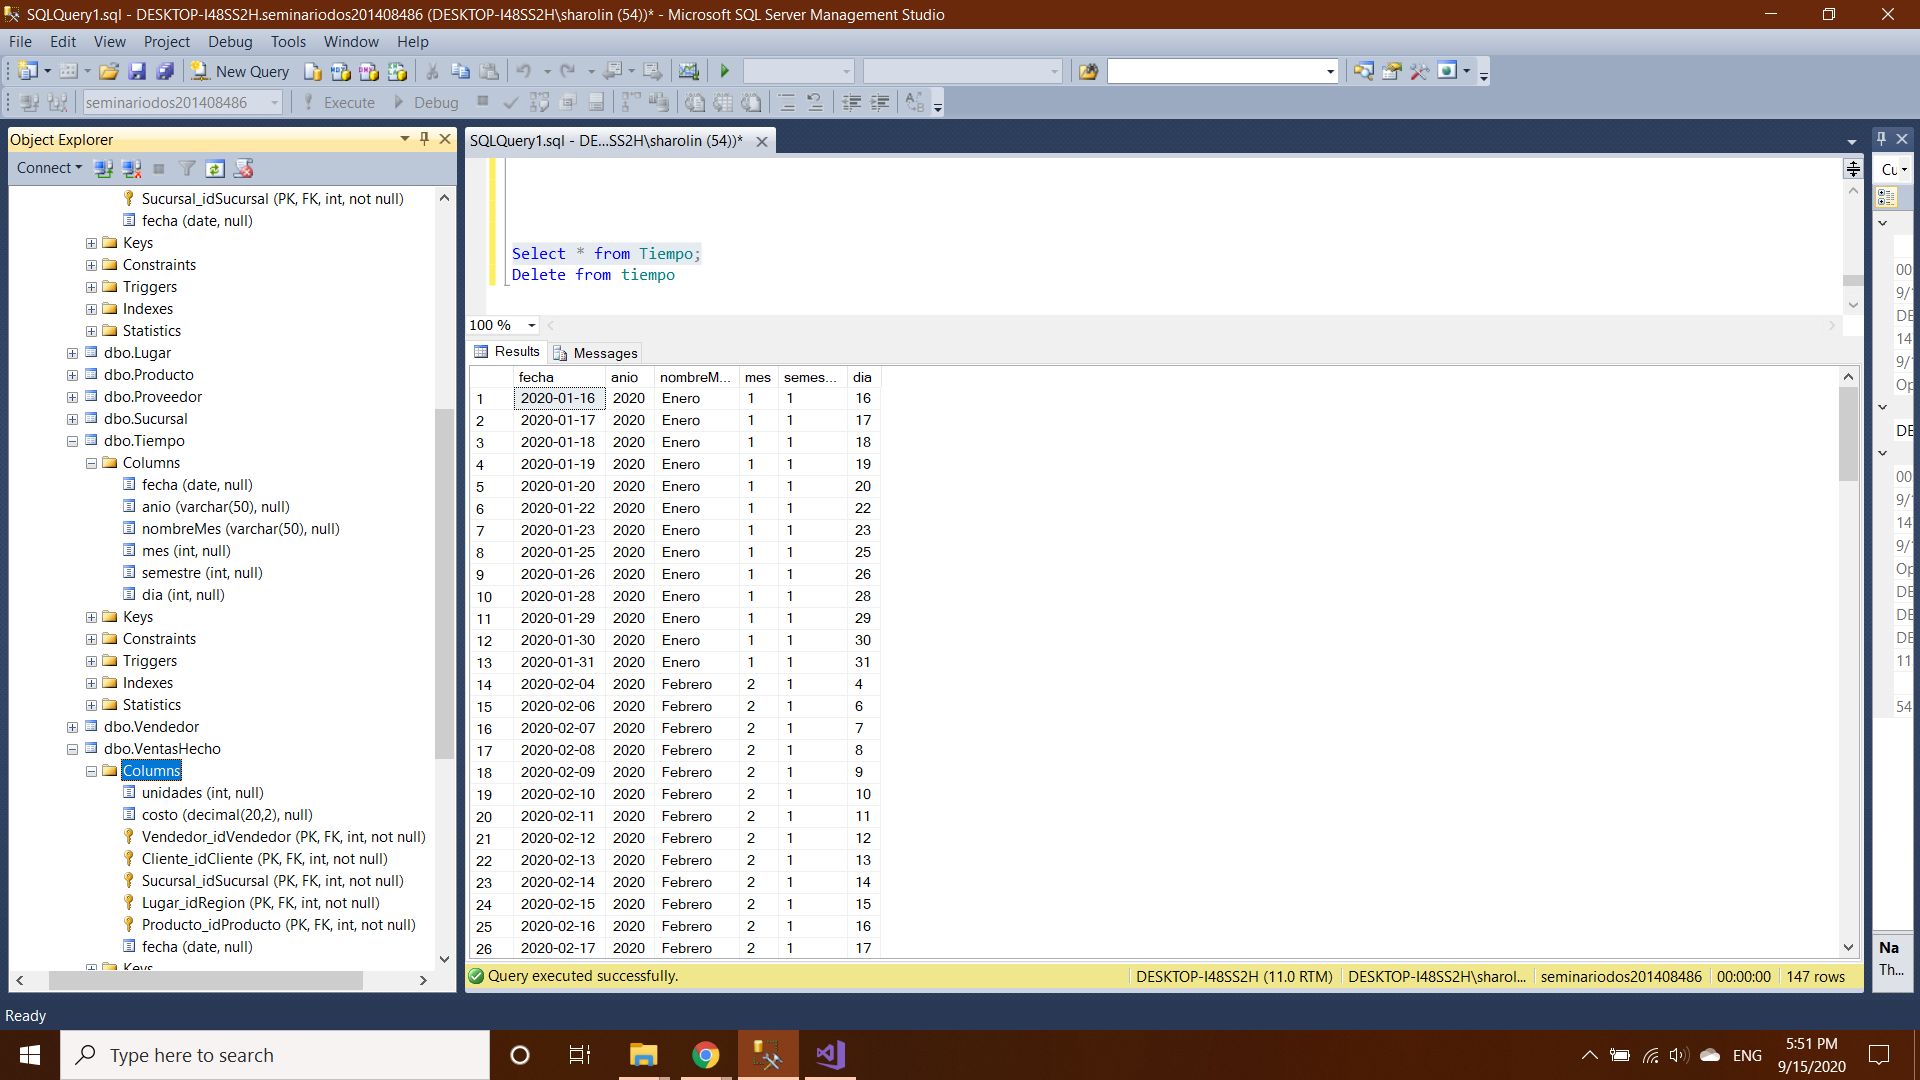 SQLQuery1.sql - DESKTOP-I48SS2H.seminariodos201408486 (DESKTOP-I48SS2H\sharolin (54))* - Microsoft SQL Server Management Studio
File Edit View Project Debug Tools Window Help
New Query
seminariodos201408486 Execute Debug
Object Explorer
Connect
Sucursal_idSucursal (PK, FK, int, not null)
fecha (date, null)
Keys
Constraints
Triggers
Indexes
Statistics
dbo.Lugar
dbo.Producto
dbo.Proveedor
dbo.Sucursal
dbo.Tiempo
Columns
fecha (date, null)
anio (varchar(50), null)
nombreMes (varchar(50), null)
mes (int, null)
semestre (int, null)
dia (int, null)
Keys
Constraints
Triggers
Indexes
Statistics
dbo.Vendedor
dbo.VentasHecho
Columns
unidades (int, null)
costo (decimal(20,2), null)
Vendedor_idVendedor (PK, FK, int, not null)
Cliente_idCliente (PK, FK, int, not null)
Sucursal_idSucursal (PK, FK, int, not null)
Lugar_idRegion (PK, FK, int, not null)
Producto_idProducto (PK, FK, int, not null)
fecha (date, null)
Keys
SQLQuery1.sql - DE...SS2H\sharolin (54))*
Select * from Tiempo;
Delete from tiempo
100 %
Results Messages
fecha anio nombreM... mes semes... dia
1 2020-01-16 2020 Enero 1 1 16
2 2020-01-17 2020 Enero 1 1 17
3 2020-01-18 2020 Enero 1 1 18
4 2020-01-19 2020 Enero 1 1 19
5 2020-01-20 2020 Enero 1 1 20
6 2020-01-22 2020 Enero 1 1 22
7 2020-01-23 2020 Enero 1 1 23
8 2020-01-25 2020 Enero 1 1 25
9 2020-01-26 2020 Enero 1 1 26
10 2020-01-28 2020 Enero 1 1 28
11 2020-01-29 2020 Enero 1 1 29
12 2020-01-30 2020 Enero 1 1 30
13 2020-01-31 2020 Enero 1 1 31
14 2020-02-04 2020 Febrero 2 1 4
15 2020-02-06 2020 Febrero 2 1 6
16 2020-02-07 2020 Febrero 2 1 7
17 2020-02-08 2020 Febrero 2 1 8
18 2020-02-09 2020 Febrero 2 1 9
19 2020-02-10 2020 Febrero 2 1 10
20 2020-02-11 2020 Febrero 2 1 11
21 2020-02-12 2020 Febrero 2 1 12
22 2020-02-13 2020 Febrero 2 1 13
23 2020-02-14 2020 Febrero 2 1 14
24 2020-02-15 2020 Febrero 2 1 15
25 2020-02-16 2020 Febrero 2 1 16
26 2020-02-17 2020 Febrero 2 1 17
Query executed successfully. DESKTOP-I48SS2H (11.0 RTM) DESKTOP-I48SS2H\sharol... seminariodos201408486 00:00:00 147 rows
Cu
00
9/
DE
14
9/
Op
DE
00
9/
14
9/
Op
DE
DE
DE
11
54
Na
Th...
Ready
Type here to search
ENG
5:51 PM
9/15/2020